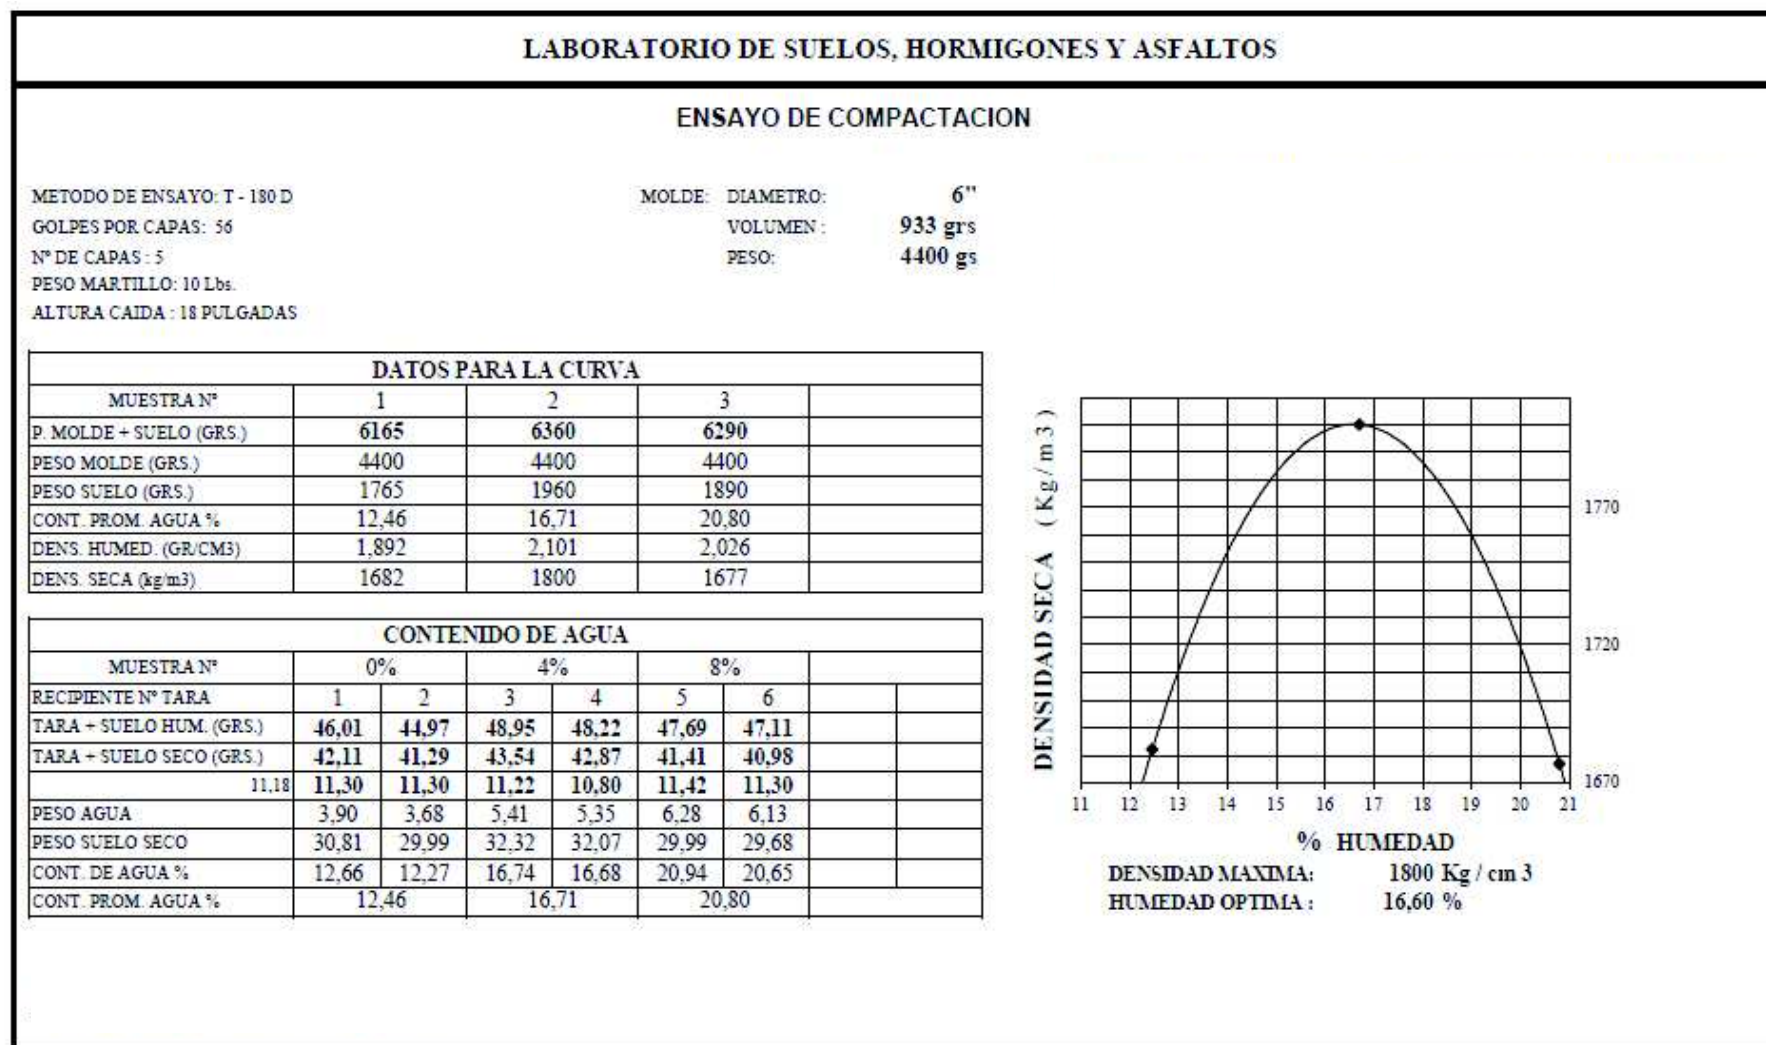 LABORATORIO DE SUELOS, HORMIGONES Y ASFALTOS
ENSAYO DE COMPACTACION
METODO DE ENSAYO: T - 180 D
GOLPES POR CAPAS: 56
Nº DE CAPAS : 5
PESO MARTILLO: 10 Lbs.
ALTURA CAIDA : 18 PULGADAS
MOLDE: DIAMETRO: 6"
VOLUMEN : 933 grs
PESO: 4400 gs
DATOS PARA LA CURVA
MUESTRA Nº 1 2 3
P. MOLDE + SUELO (GRS.) 6165 6360 6290
PESO MOLDE (GRS.) 4400 4400 4400
PESO SUELO (GRS.) 1765 1960 1890
CONT. PROM. AGUA % 12,46 16,71 20,80
DENS. HUMED. (GR/CM3) 1,892 2,101 2,026
DENS. SECA (kg/m3) 1682 1800 1677
CONTENIDO DE AGUA
MUESTRA Nº 0% 4% 8%
RECIPIENTE Nº TARA 1 2 3 4 5 6
TARA + SUELO HUM. (GRS.) 46,01 44,97 48,95 48,22 47,69 47,11
TARA + SUELO SECO (GRS.) 42,11 41,29 43,54 42,87 41,41 40,98
11,18 11,30 11,30 11,22 10,80 11,42 11,30
PESO AGUA 3,90 3,68 5,41 5,35 6,28 6,13
PESO SUELO SECO 30,81 29,99 32,32 32,07 29,99 29,68
CONT. DE AGUA % 12,66 12,27 16,74 16,68 20,94 20,65
CONT. PROM. AGUA % 12,46 16,71 20,80
DENSIDAD SECA ( Kg / m 3 )
1770
1720
1670
11 12 13 14 15 16 17 18 19 20 21
% HUMEDAD
DENSIDAD MAXIMA: 1800 Kg / cm 3
HUMEDAD OPTIMA : 16,60 %